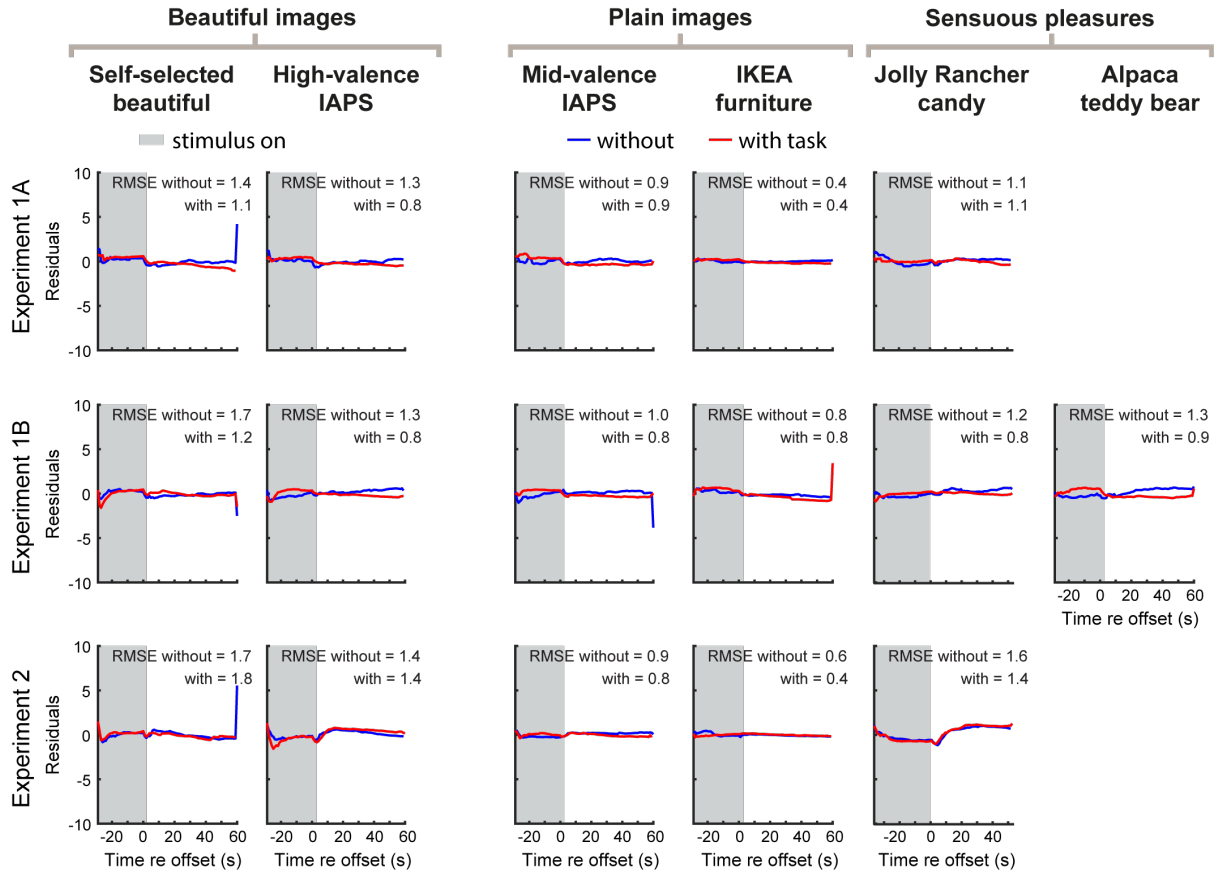 Beautiful images
Plain images
Sensuous pleasures
Self-selected
beautiful
High-valence
IAPS
Mid-valence
IAPS
IKEA
furniture
Jolly Rancher
candy
Alpaca
teddy bear
stimulus on
without
with task
Experiment 1A
Residuals
10
5
0
-5
-10
RMSE without = 1.4
with = 1.1
RMSE without = 1.3
with = 0.8
RMSE without = 0.9
with = 0.9
RMSE without = 0.4
with = 0.4
RMSE without = 1.1
with = 1.1
Experiment 1B
Reesiduals
10
5
0
-5
-10
RMSE without = 1.7
with = 1.2
RMSE without = 1.3
with = 0.8
RMSE without = 1.0
with = 0.8
RMSE without = 0.8
with = 0.8
RMSE without = 1.2
with = 0.8
RMSE without = 1.3
with = 0.9
-20 0 20 40 60
Time re offset (s)
Experiment 2
Residuals
10
5
0
-5
-10
RMSE without = 1.7
with = 1.8
RMSE without = 1.4
with = 1.4
RMSE without = 0.9
with = 0.8
RMSE without = 0.6
with = 0.4
RMSE without = 1.6
with = 1.4
-20 0 20 40 60
Time re offset (s)
-20 0 20 40 60
Time re offset (s)
-20 0 20 40 60
Time re offset (s)
-20 0 20 40 60
Time re offset (s)
-20 0 20 40
Time re offset (s)